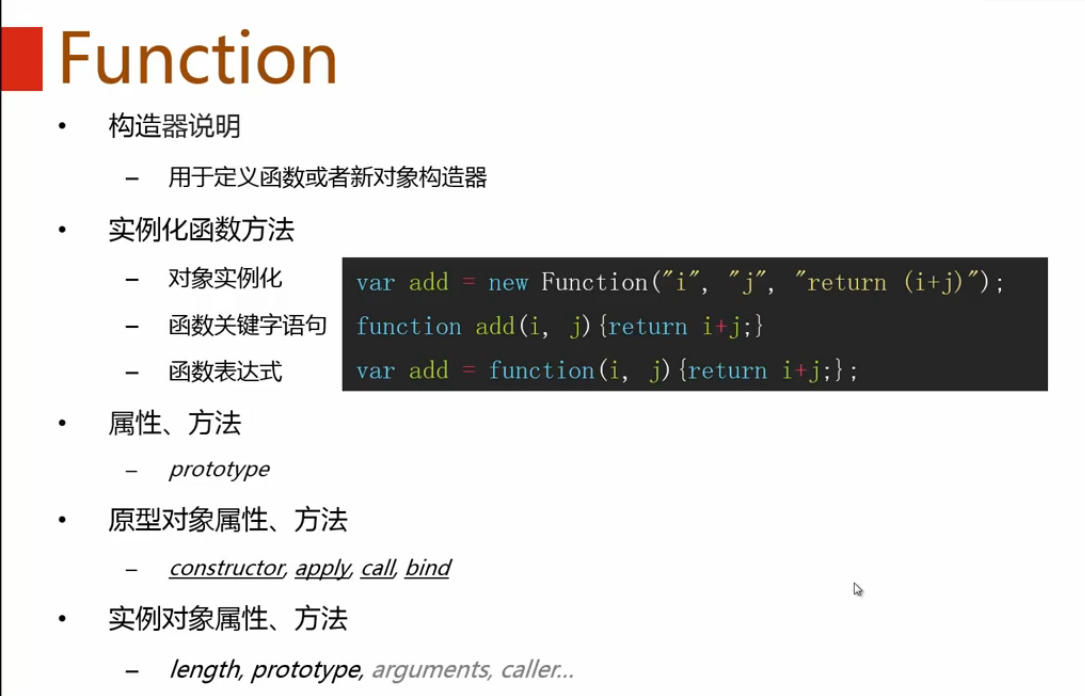 Function
• 构造器说明
– 用于定义函数或者新对象构造器
• 实例化函数方法
– 对象实例化
var add = new Function("i", "j", "return (i+j)");
– 函数关键字语句
function add(i, j){return i+j;}
– 函数表达式
var add = function(i, j){return i+j;};
• 属性、方法
– prototype
• 原型对象属性、方法
– constructor, apply, call, bind
• 实例对象属性、方法
– length, prototype, arguments, caller...